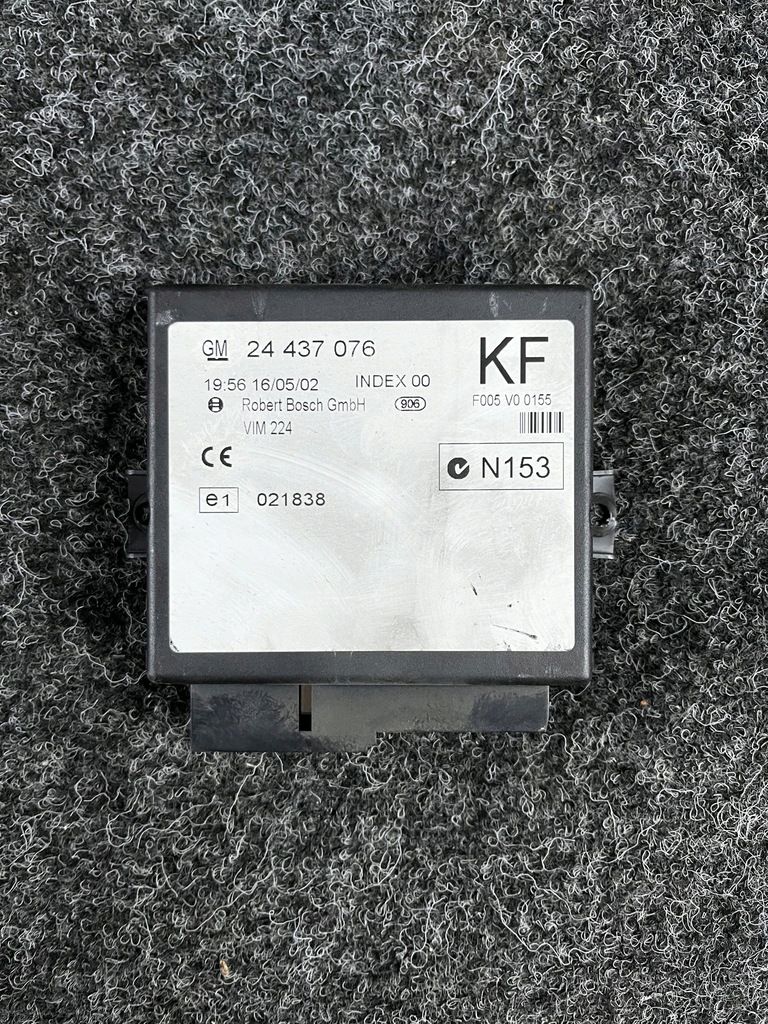 GM 24 437 076
KF
19:56 16/05/02 INDEX 00
Robert Bosch GmbH 906
F005 V0 0155
VIM 224
CE
N153
e1 021838